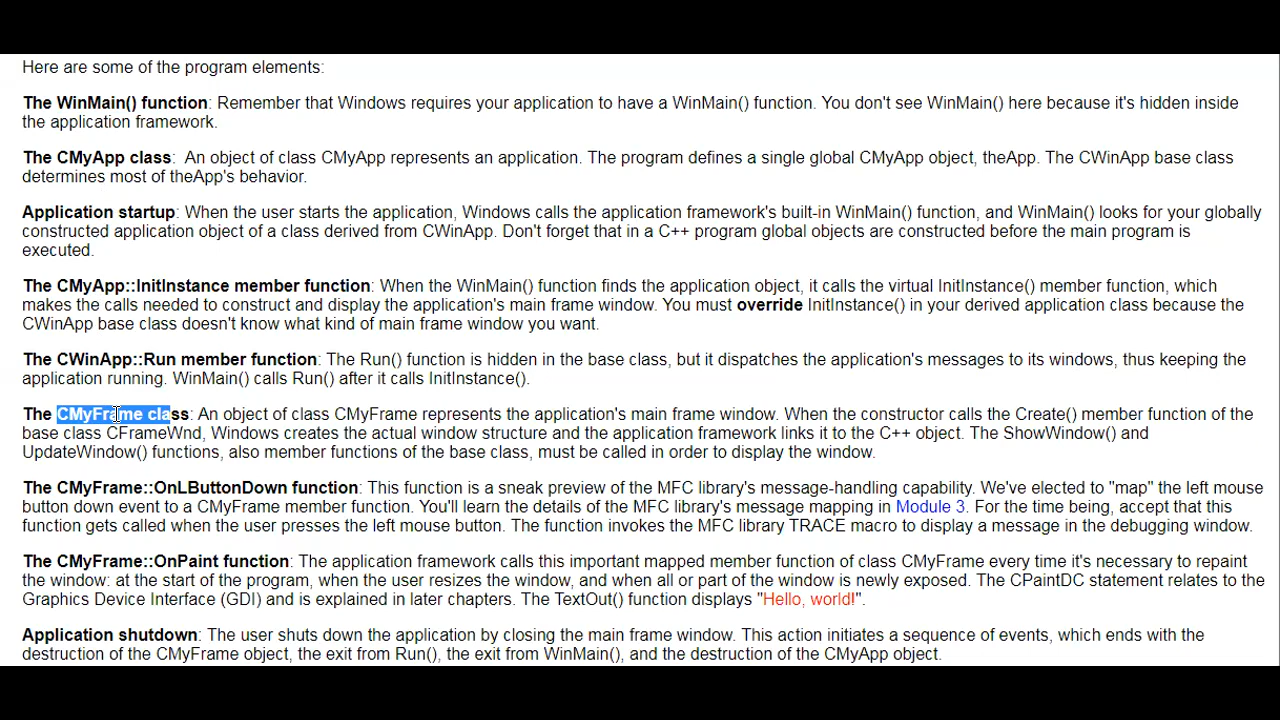 Here are some of the program elements:
The WinMain() function: Remember that Windows requires your application to have a WinMain() function. You don't see WinMain() here because it's hidden inside
the application framework.
The CMyApp class:  An object of class CMyApp represents an application. The program defines a single global CMyApp object, theApp. The CWinApp base class
determines most of theApp's behavior.
Application startup: When the user starts the application, Windows calls the application framework's built-in WinMain() function, and WinMain() looks for your globally
constructed application object of a class derived from CWinApp. Don't forget that in a C++ program global objects are constructed before the main program is
executed.
The CMyApp::InitInstance member function: When the WinMain() function finds the application object, it calls the virtual InitInstance() member function, which
makes the calls needed to construct and display the application's main frame window. You must override InitInstance() in your derived application class because the
CWinApp base class doesn't know what kind of main frame window you want.
The CWinApp::Run member function: The Run() function is hidden in the base class, but it dispatches the application's messages to its windows, thus keeping the
application running. WinMain() calls Run() after it calls InitInstance().
The CMyFrame class: An object of class CMyFrame represents the application's main frame window. When the constructor calls the Create() member function of the
base class CFrameWnd, Windows creates the actual window structure and the application framework links it to the C++ object. The ShowWindow() and
UpdateWindow() functions, also member functions of the base class, must be called in order to display the window.
The CMyFrame::OnLButtonDown function: This function is a sneak preview of the MFC library's message-handling capability. We've elected to "map" the left mouse
button down event to a CMyFrame member function. You'll learn the details of the MFC library's message mapping in Module 3. For the time being, accept that this
function gets called when the user presses the left mouse button. The function invokes the MFC library TRACE macro to display a message in the debugging window.
The CMyFrame::OnPaint function: The application framework calls this important mapped member function of class CMyFrame every time it's necessary to repaint
the window: at the start of the program, when the user resizes the window, and when all or part of the window is newly exposed. The CPaintDC statement relates to the
Graphics Device Interface (GDI) and is explained in later chapters. The TextOut() function displays "Hello, world!".
Application shutdown: The user shuts down the application by closing the main frame window. This action initiates a sequence of events, which ends with the
destruction of the CMyFrame object, the exit from Run(), the exit from WinMain(), and the destruction of the CMyApp object.